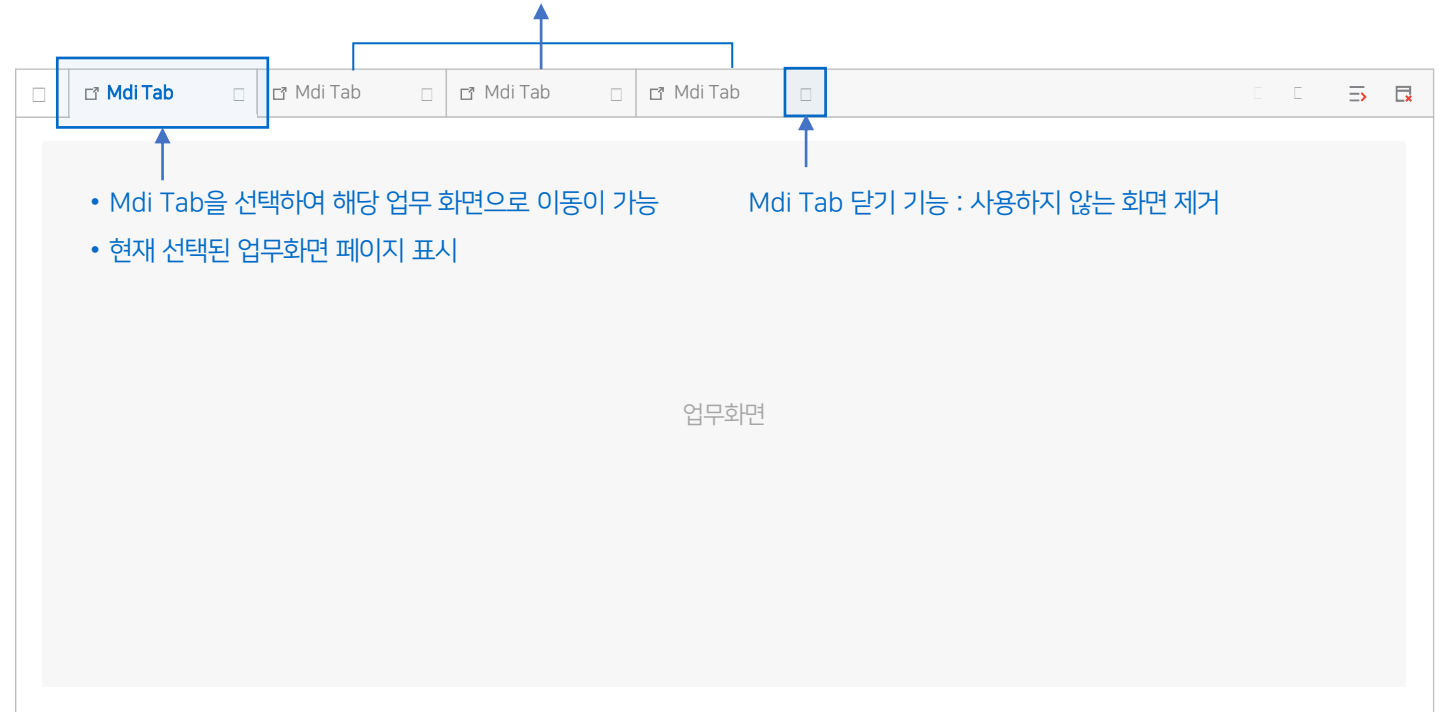 Mdi Tab Mdi Tab Mdi Tab Mdi Tab
• Mdi Tab을 선택하여 해당 업무 화면으로 이동이 가능
• 현재 선택된 업무화면 페이지 표시
Mdi Tab 닫기 기능 : 사용하지 않는 화면 제거
업무화면